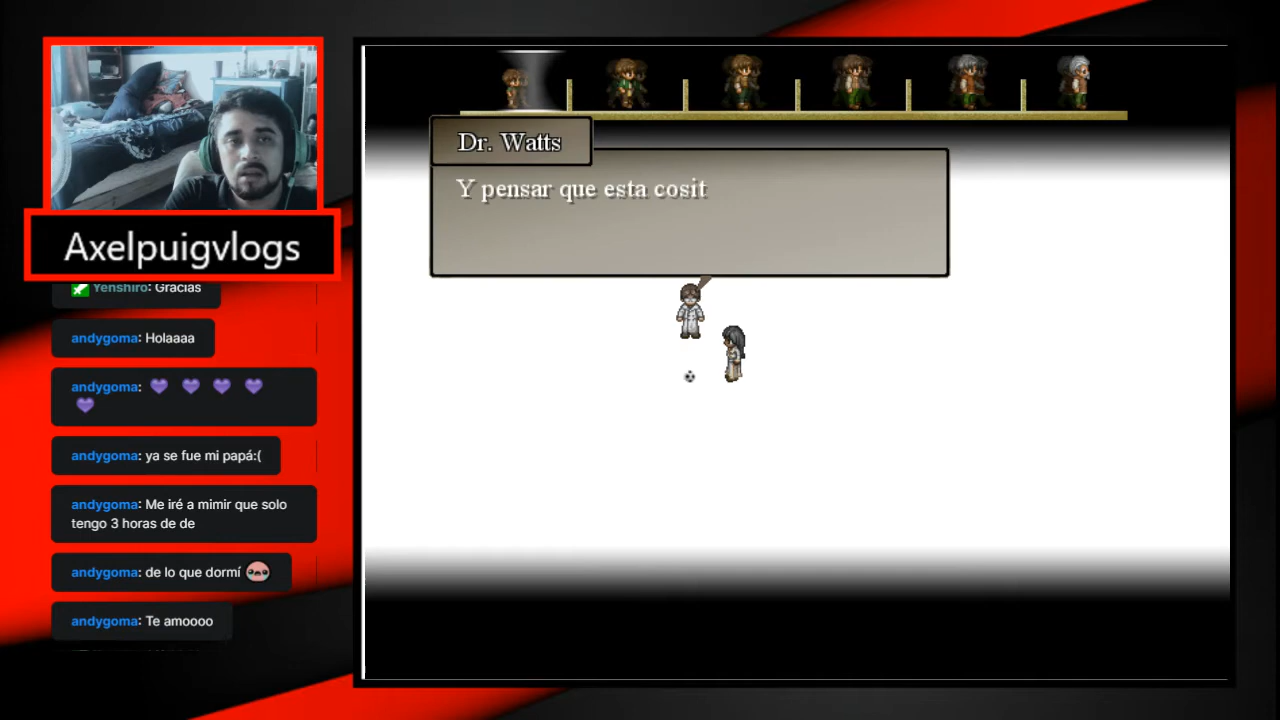 Dr. Watts
Y pensar que esta cosit
Axelpuigvlogs
Yenshiro: Gracias
andygoma: Holaaaa
andygoma:
andygoma: ya se fue mi papá:(
andygoma: Me iré a mimir que solo
tengo 3 horas de de
andygoma: de lo que dormí
andygoma: Te amoooo